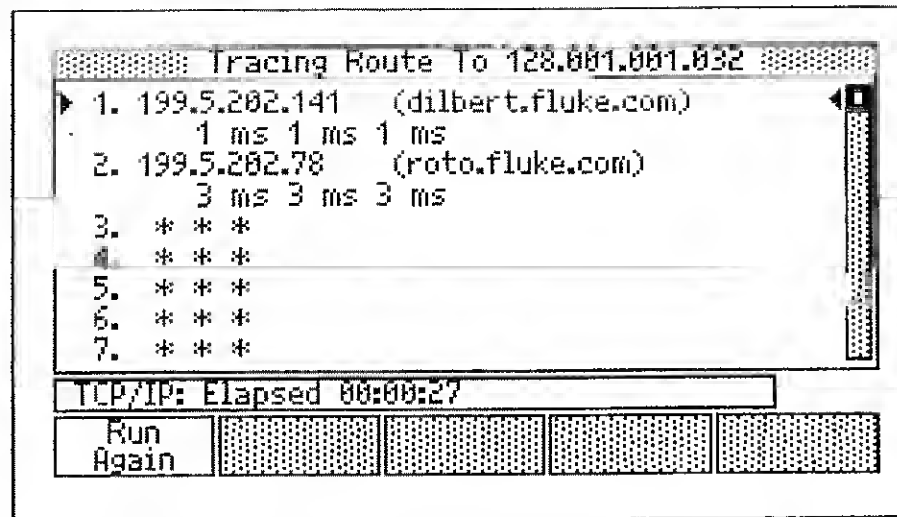 Tracing Route To 128.001.001.032
1. 199.5.202.141 (dilbert.fluke.com)
1 ms 1 ms 1 ms
2. 199.5.202.78 (roto.fluke.com)
3 ms 3 ms 3 ms
3. * * *
4. * * *
5. * * *
6. * * *
7. * * *
TCP/IP: Elapsed 00:00:27
Run
Again